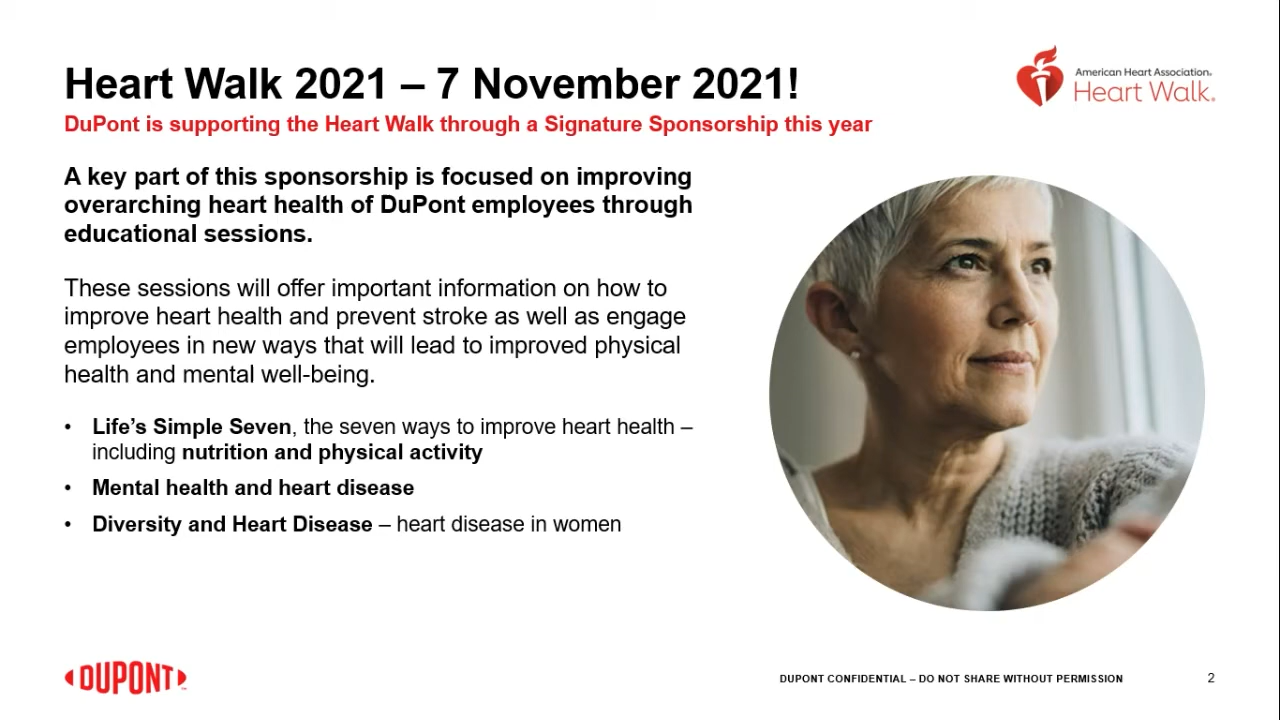 Heart Walk 2021 – 7 November 2021!
DuPont is supporting the Heart Walk through a Signature Sponsorship this year
American Heart Association®
Heart Walk®
A key part of this sponsorship is focused on improving
overarching heart health of DuPont employees through
educational sessions.
These sessions will offer important information on how to
improve heart health and prevent stroke as well as engage
employees in new ways that will lead to improved physical
health and mental well-being.
• Life’s Simple Seven, the seven ways to improve heart health –
including nutrition and physical activity
• Mental health and heart disease
• Diversity and Heart Disease – heart disease in women
DUPONT™
DUPONT CONFIDENTIAL – DO NOT SHARE WITHOUT PERMISSION
2